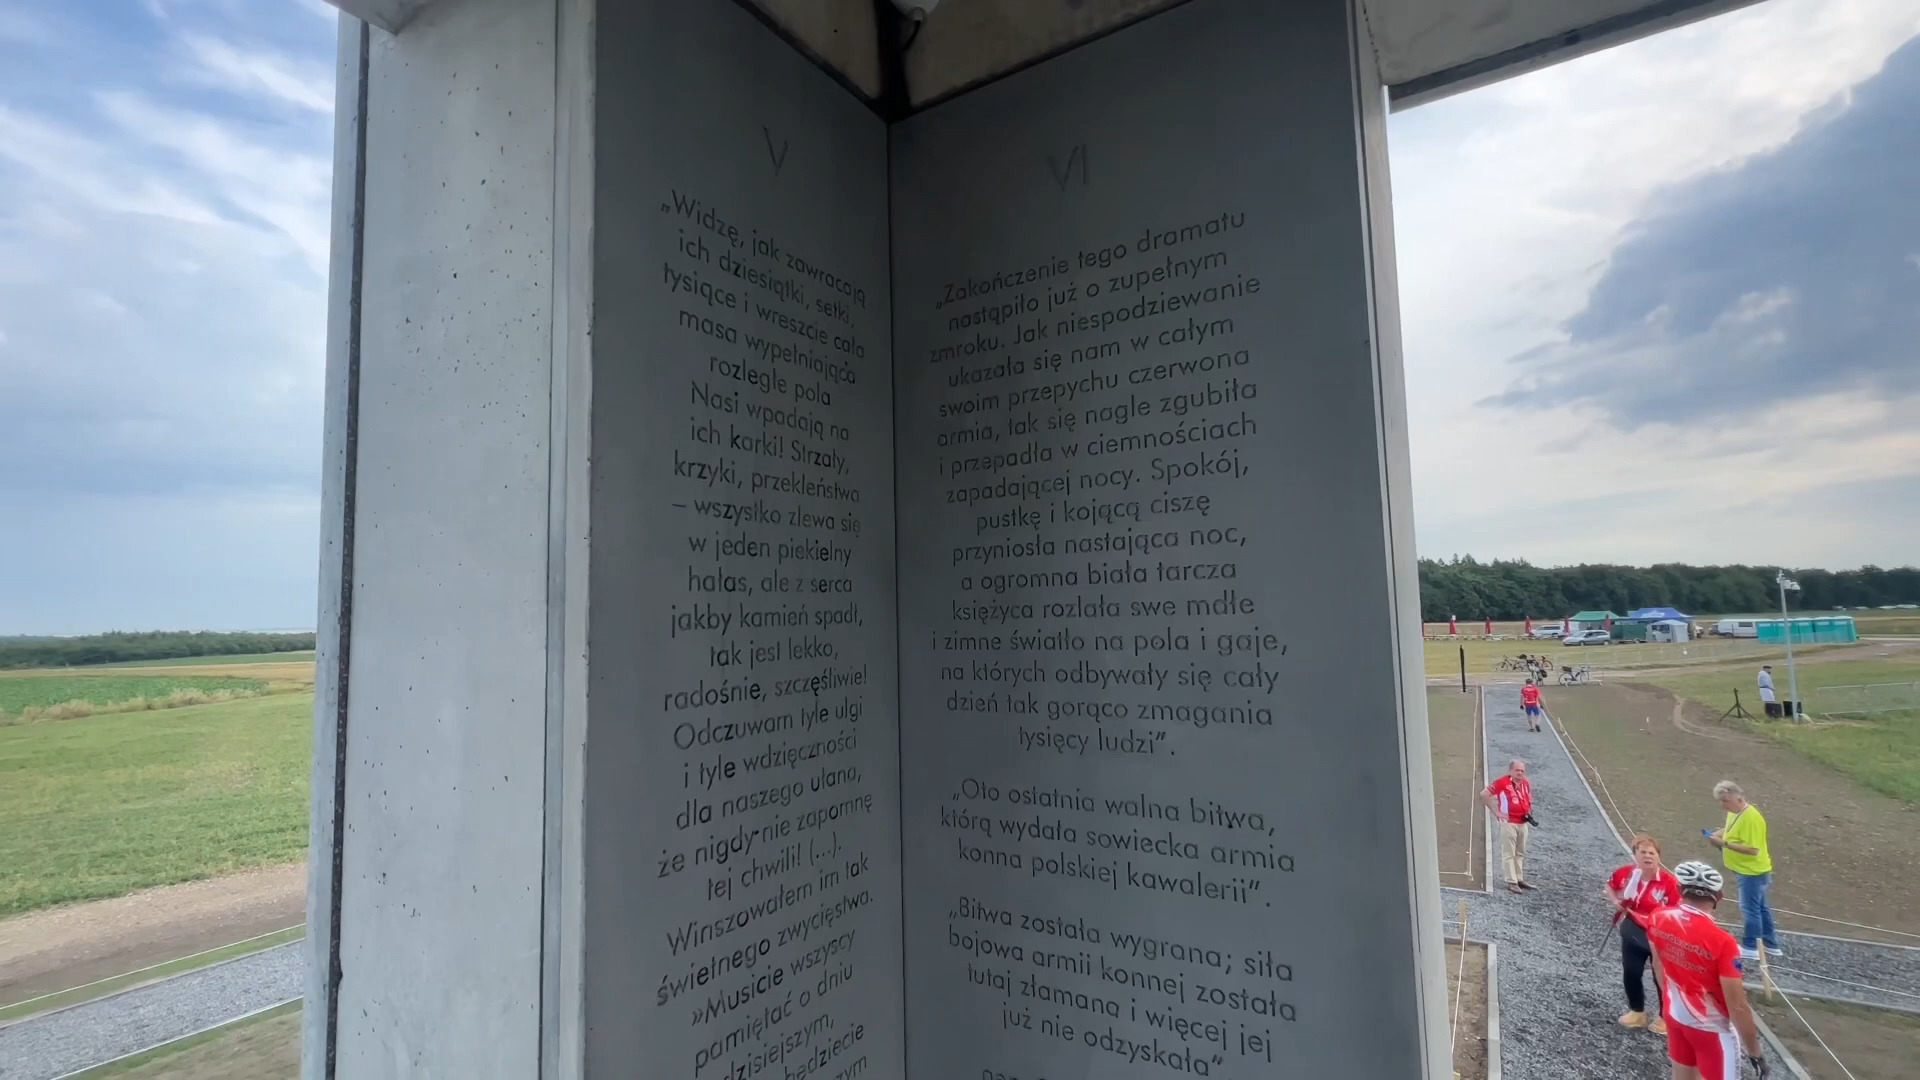 V
„Widzę, jak zawracają
ich dziesiątki, setki,
tysiące i wreszcie cała
masa wypełniająca
rozległe pola
Nasi wpadają na
ich karki! Strzały,
krzyki, przekleństwa
– wszystko zlewa się
w jeden piekielny
hałas, ale z serca
jakby kamień spadł,
tak jest lekko,
radośnie, szczęśliwie!
Odczuwam tyle ulgi
i tyle wdzięczności
dla naszego ułana,
że nigdy nie zapomnę
tej chwili! (...).
Winszowałem im tak
świetnego zwycięstwa.
»Musicie wszyscy
pamiętać o dniu
dzisiejszym,
będziecie
VI
„Zakończenie tego dramatu
nastąpiło już o zupełnym
zmroku. Jak niespodziewanie
ukazała się nam w całym
swoim przepychu czerwona
armia, tak się nagle zgubiła
i przepadła w ciemnościach
zapadającej nocy. Spokój,
pustkę i kojącą ciszę
przyniosła nastająca noc,
a ogromna biała tarcza
księżyca rozlała swe mdłe
i zimne światło na pola i gaje,
na których odbywały się cały
dzień tak gorąco zmagania
tysięcy ludzi”.
„Oto ostatnia walna bitwa,
którą wydała sowiecka armia
konna polskiej kawalerii”.
„Bitwa została wygrana; siła
bojowa armii konnej została
tutaj złamana i więcej jej
już nie odzyskała”